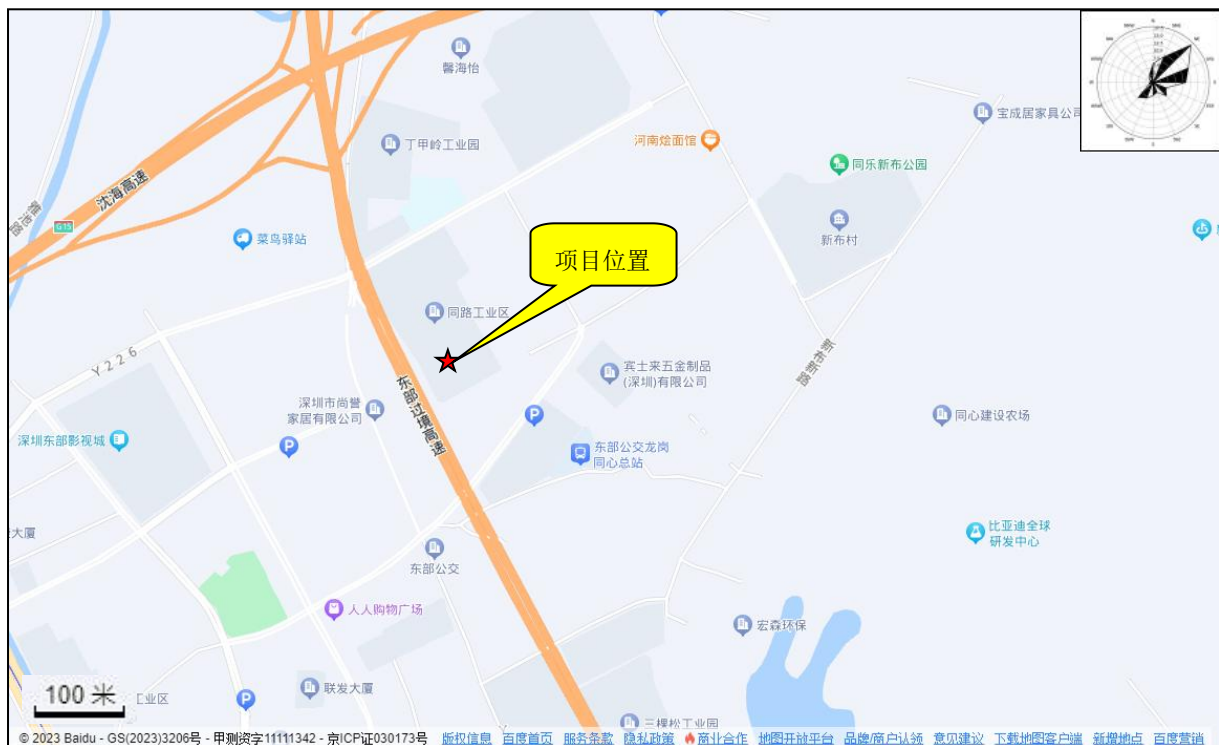 馨海怡
丁甲岭工业园
河南烩面馆
宝成居家具公司
同乐新布公园
沈海高速
雅池路
G15
菜鸟驿站
新布村
项目位置
同路工业区
Y226
宾士来五金制品
(深圳)有限公司
新布新路
东部过境高速
深圳市尚誉
家居有限公司
P
同心建设农场
深圳东部影视城
P
东部公交龙岗
同心总站
大厦
比亚迪全球
研发中心
东部公交
人人购物广场
宏森环保
联发大厦
100 米
工业区
P
三棵松工业园
© 2023 Baidu - GS(2023)3206号 - 甲测资字11111342 - 京ICP证030173号 版权信息 百度首页 服务条款 隐私政策 商业合作 地图开放平台 品牌/商户认领 意见建议 下载地图客户端 新增地点 百度营销